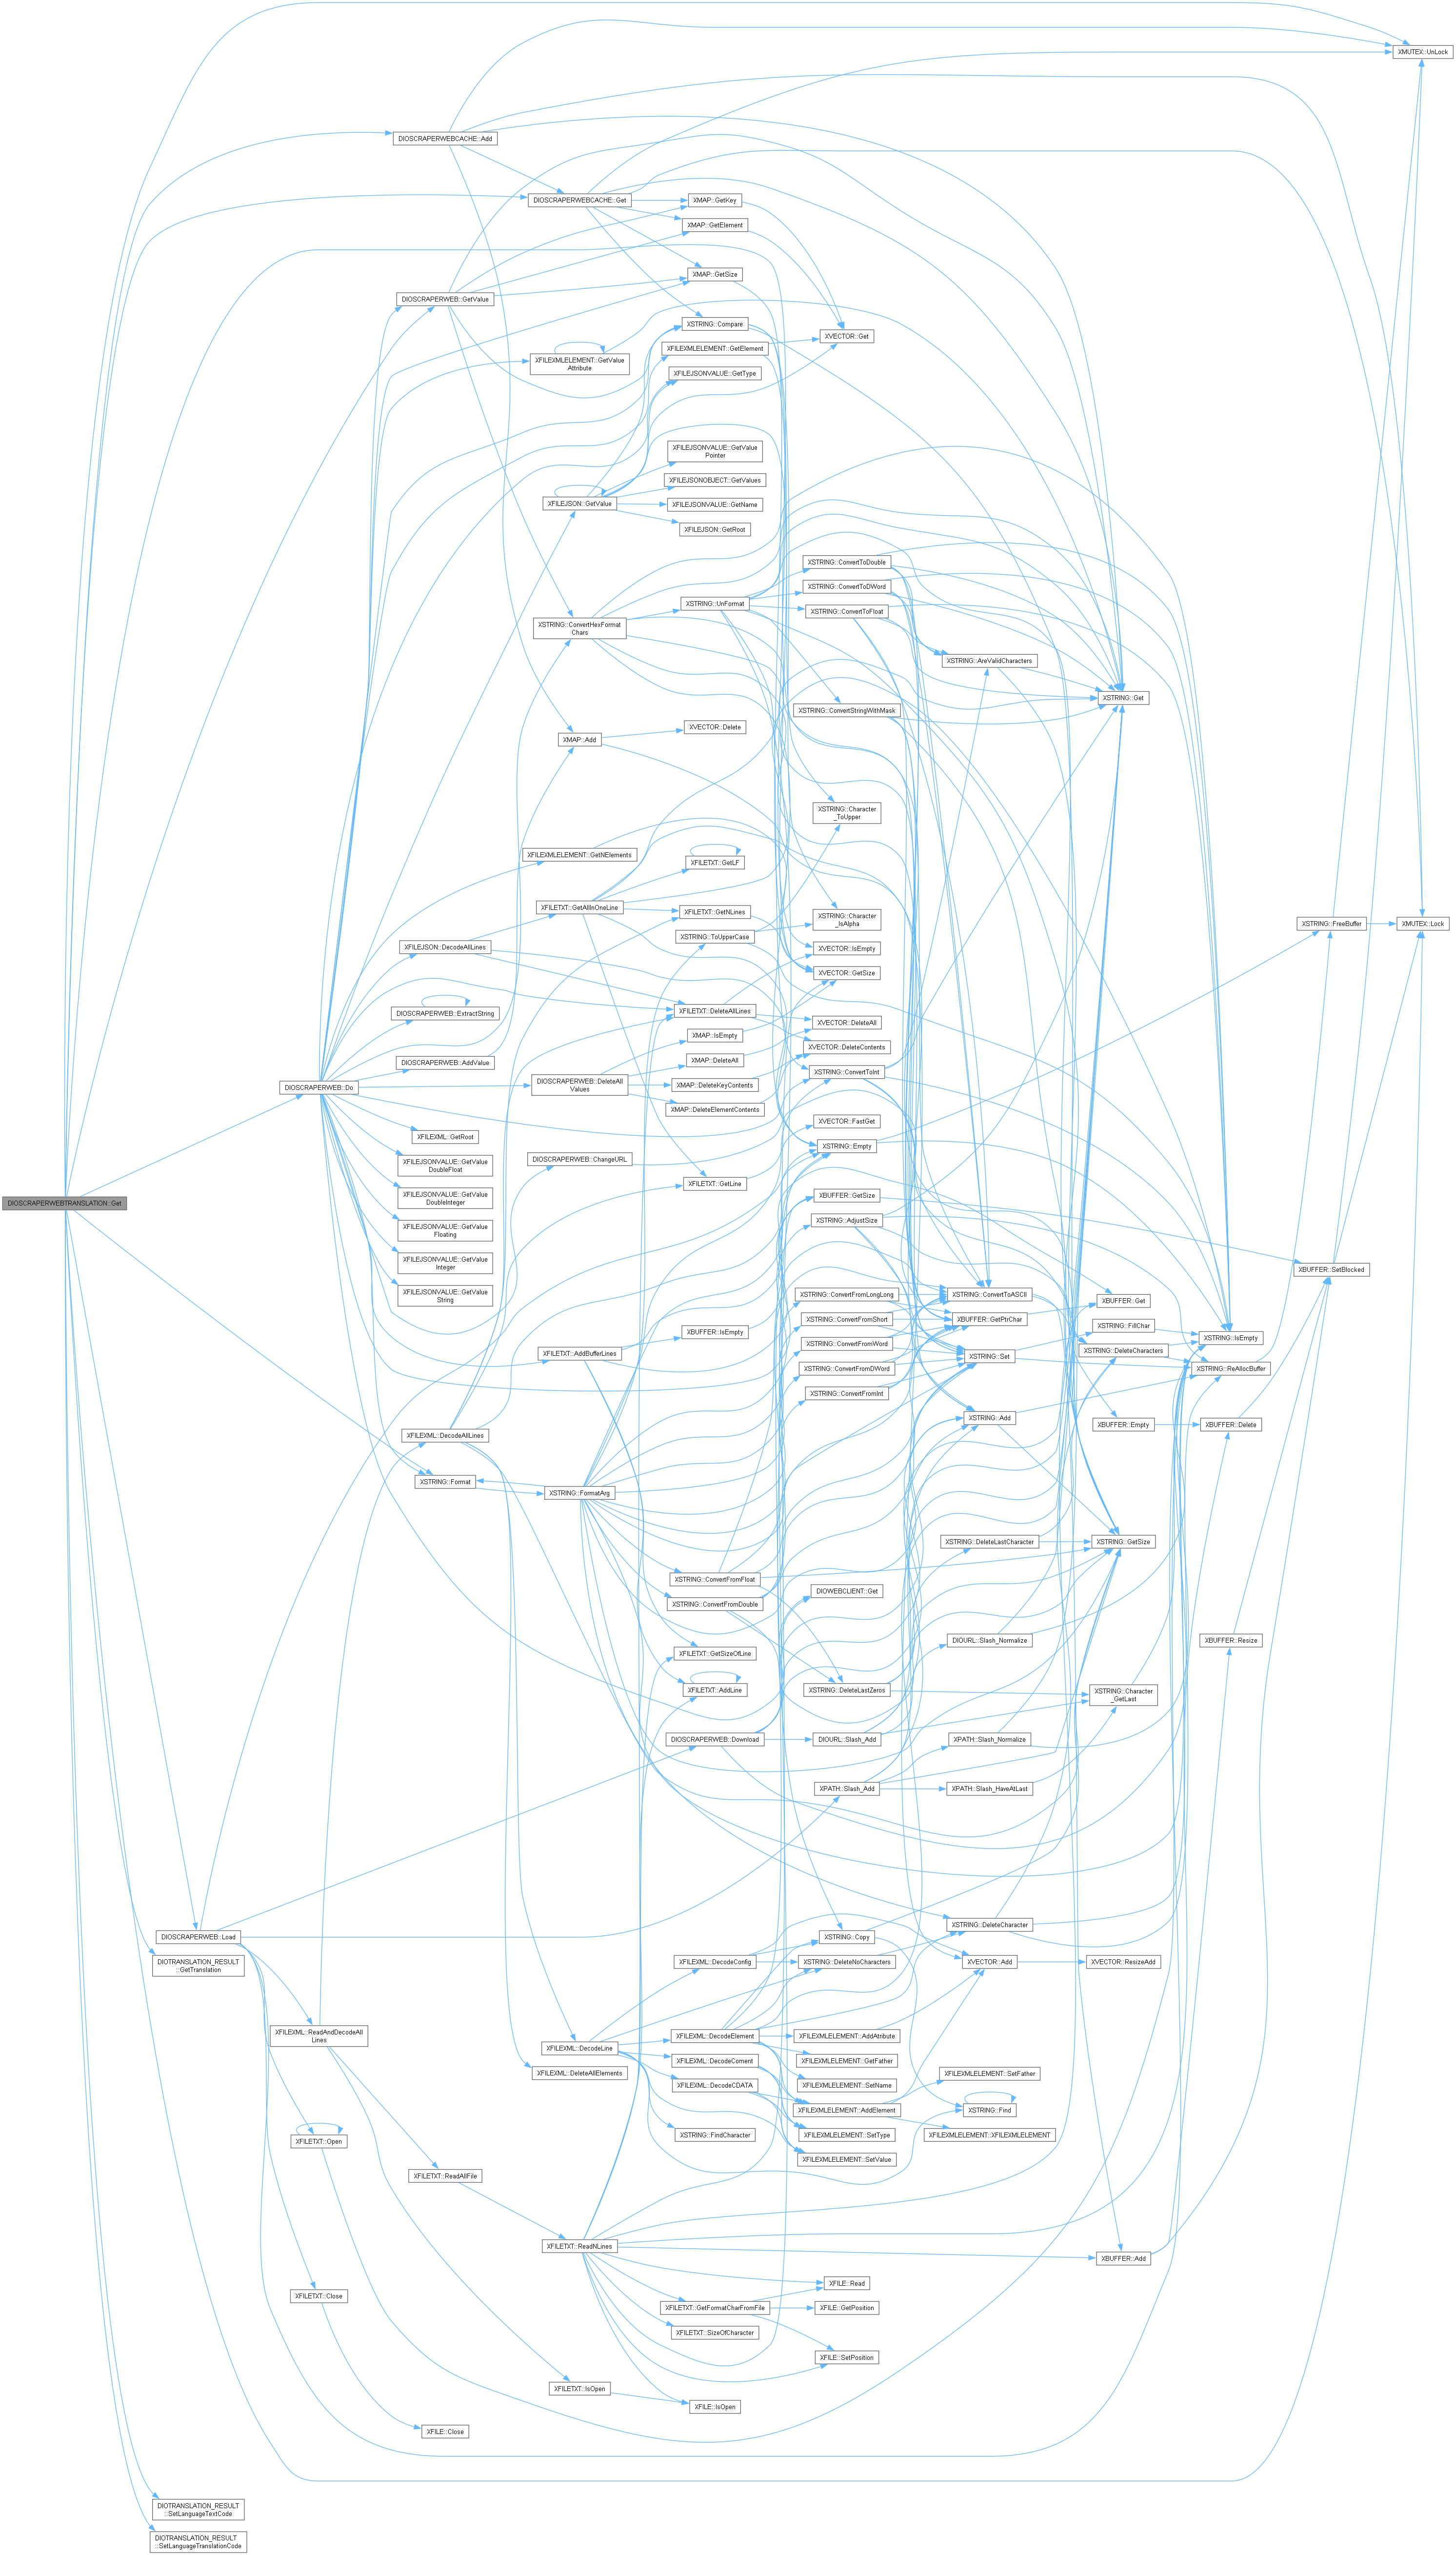 XMUTEX::UnLock
DIOSCRAPERWEBCACHE::Add
DIOSCRAPERWEBCACHE::Get
XMAP::GetKey
XMAP::GetElement
XMAP::GetSize
DIOSCRAPERWEB::GetValue
XSTRING::Compare
XVECTOR::Get
XFILEXMLELEMENT::GetElement
XFILEXMLELEMENT::GetValue
Attribute
XFILEJSONVALUE::GetType
XFILEJSONVALUE::GetValue
Pointer
XFILEJSONOBJECT::GetValues
XFILEJSON::GetValue
XFILEJSONVALUE::GetName
XFILEJSON::GetRoot
XSTRING::ConvertToDouble
XSTRING::ConvertToDWord
XSTRING::UnFormat
XSTRING::ConvertToFloat
XSTRING::ConvertHexFormat
Chars
XSTRING::AreValidCharacters
XSTRING::Get
XSTRING::ConvertStringWithMask
XVECTOR::Delete
XMAP::Add
XSTRING::Character
_ToUpper
XFILEXMLELEMENT::GetNElements
XFILETXT::GetLF
XFILETXT::GetAllInOneLine
XFILETXT::GetNLines
XSTRING::Character
_IsAlpha
XSTRING::FreeBuffer
XMUTEX::Lock
XSTRING::ToUpperCase
XFILEJSON::DecodeAllLines
XVECTOR::IsEmpty
XVECTOR::GetSize
DIOSCRAPERWEB::ExtractString
XFILETXT::DeleteAllLines
XVECTOR::DeleteAll
XMAP::IsEmpty
XVECTOR::DeleteContents
DIOSCRAPERWEB::AddValue
XMAP::DeleteAll
XSTRING::ConvertToInt
DIOSCRAPERWEB::Do
DIOSCRAPERWEB::DeleteAll
Values
XMAP::DeleteKeyContents
XMAP::DeleteElementContents
XVECTOR::FastGet
XFILEXML::GetRoot
XSTRING::Empty
XFILEJSONVALUE::GetValue
DoubleFloat
DIOSCRAPERWEB::ChangeURL
XFILETXT::GetLine
XFILEJSONVALUE::GetValue
DoubleInteger
XBUFFER::GetSize
DIOSCRAPERWEBTRANSLATION::Get
XSTRING::AdjustSize
XFILEJSONVALUE::GetValue
Floating
XFILEJSONVALUE::GetValue
Integer
XBUFFER::SetBlocked
XFILEJSONVALUE::GetValue
String
XSTRING::ConvertFromLongLong
XSTRING::ConvertToASCII
XBUFFER::Get
XSTRING::ConvertFromShort
XBUFFER::GetPtrChar
XSTRING::FillChar
XBUFFER::IsEmpty
XSTRING::IsEmpty
XSTRING::ConvertFromWord
XSTRING::DeleteCharacters
XFILETXT::AddBufferLines
XSTRING::Set
XSTRING::ConvertFromDWord
XSTRING::ReAllocBuffer
XSTRING::ConvertFromInt
XSTRING::Add
XBUFFER::Empty
XBUFFER::Delete
XFILEXML::DecodeAllLines
XSTRING::Format
XSTRING::FormatArg
XSTRING::DeleteLastCharacter
XSTRING::GetSize
XSTRING::ConvertFromFloat
DIOWEBCLIENT::Get
XSTRING::ConvertFromDouble
DIOURL::Slash_Normalize
XBUFFER::Resize
XFILETXT::GetSizeOfLine
XFILETXT::AddLine
XSTRING::DeleteLastZeros
XSTRING::Character
_GetLast
DIOSCRAPERWEB::Download
DIOURL::Slash_Add
XPATH::Slash_Normalize
XPATH::Slash_Add
XPATH::Slash_HaveAtLast
XSTRING::DeleteCharacter
DIOSCRAPERWEB::Load
XSTRING::Copy
DIOTRANSLATION_RESULT
::GetTranslation
XFILEXML::DecodeConfig
XSTRING::DeleteNoCharacters
XVECTOR::Add
XVECTOR::ResizeAdd
XFILEXML::ReadAndDecodeAll
Lines
XFILEXML::DecodeElement
XFILEXMLELEMENT::AddAtribute
XFILEXML::DecodeLine
XFILEXML::DecodeComent
XFILEXMLELEMENT::GetFather
XFILEXML::DeleteAllElements
XFILEXMLELEMENT::SetFather
XFILEXML::DecodeCDATA
XFILEXMLELEMENT::SetName
XFILEXMLELEMENT::AddElement
XSTRING::Find
XSTRING::FindCharacter
XFILEXMLELEMENT::SetType
XFILEXMLELEMENT::XFILEXMLELEMENT
XFILETXT::Open
XFILEXMLELEMENT::SetValue
XFILETXT::ReadAllFile
XFILETXT::ReadNLines
XBUFFER::Add
XFILE::Read
XFILETXT::Close
XFILETXT::GetFormatCharFromFile
XFILE::GetPosition
XFILETXT::SizeOfCharacter
XFILE::SetPosition
XFILETXT::IsOpen
XFILE::IsOpen
XFILE::Close
DIOTRANSLATION_RESULT
::SetLanguageTextCode
DIOTRANSLATION_RESULT
::SetLanguageTranslationCode